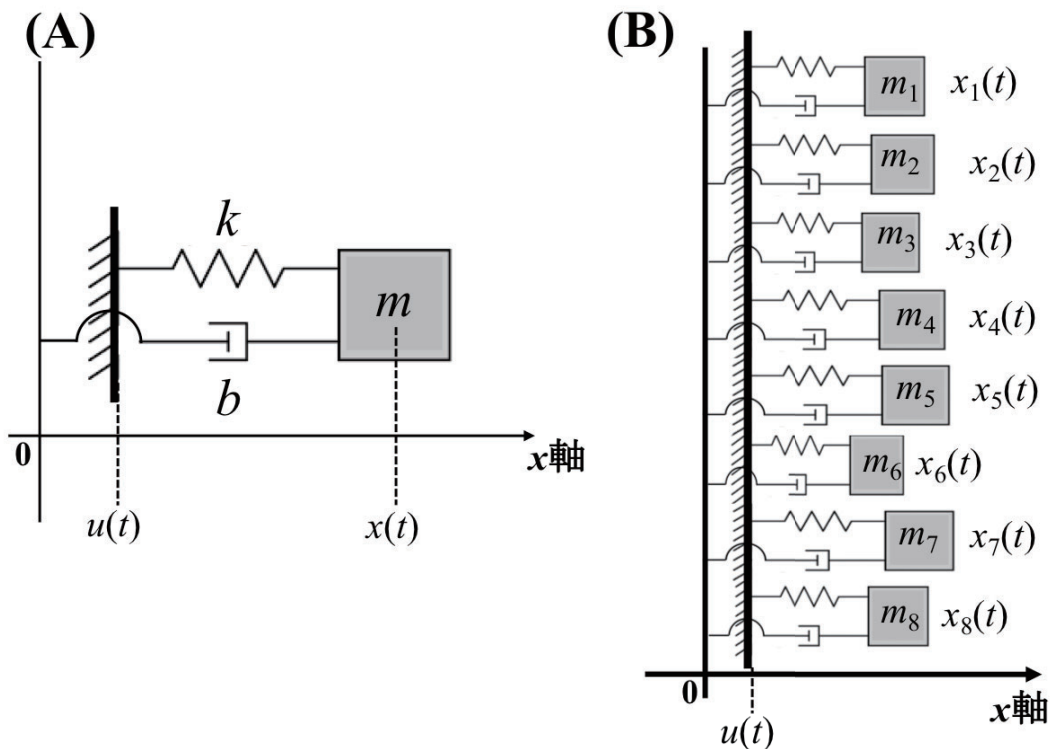 (A)
k
m
b
0
x軸
u(t)
x(t)
(B)
m1 x1(t)
m2 x2(t)
m3 x3(t)
m4 x4(t)
m5 x5(t)
m6 x6(t)
m7 x7(t)
m8 x8(t)
0
x軸
u(t)